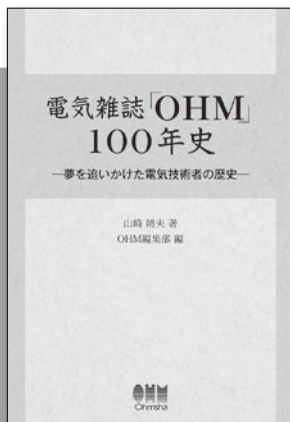 電気雑誌「OHM」
100年史
―夢を追いかけた電気技術者の歴史―
山崎 靖夫 著
OHM編集部 編
OHM
Ohmsha